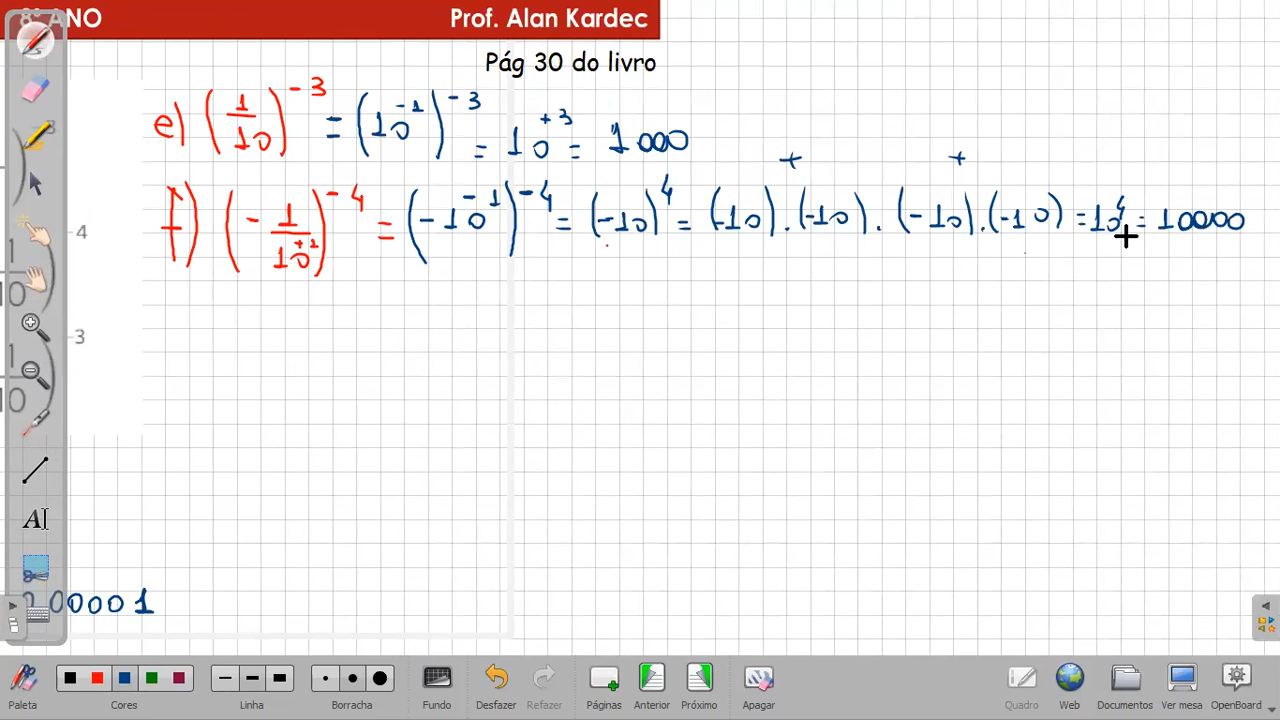 8º ANO Prof. Alan Kardec
Pág 30 do livro
e) (1/10)^-3 = (10^-1)^-3 = 10^+3 = 1000
+ +
f) (-1/10^+1)^-4 = (-10^-1)^-4 = (-10)^4 = (-10).(-10).(-10).(-10) = 10^4 = 10000
4
3
00001
Paleta Cores Linha Borracha Fundo Desfazer Refazer Páginas Anterior Próximo Apagar Quadro Web Documentos Ver mesa OpenBoard